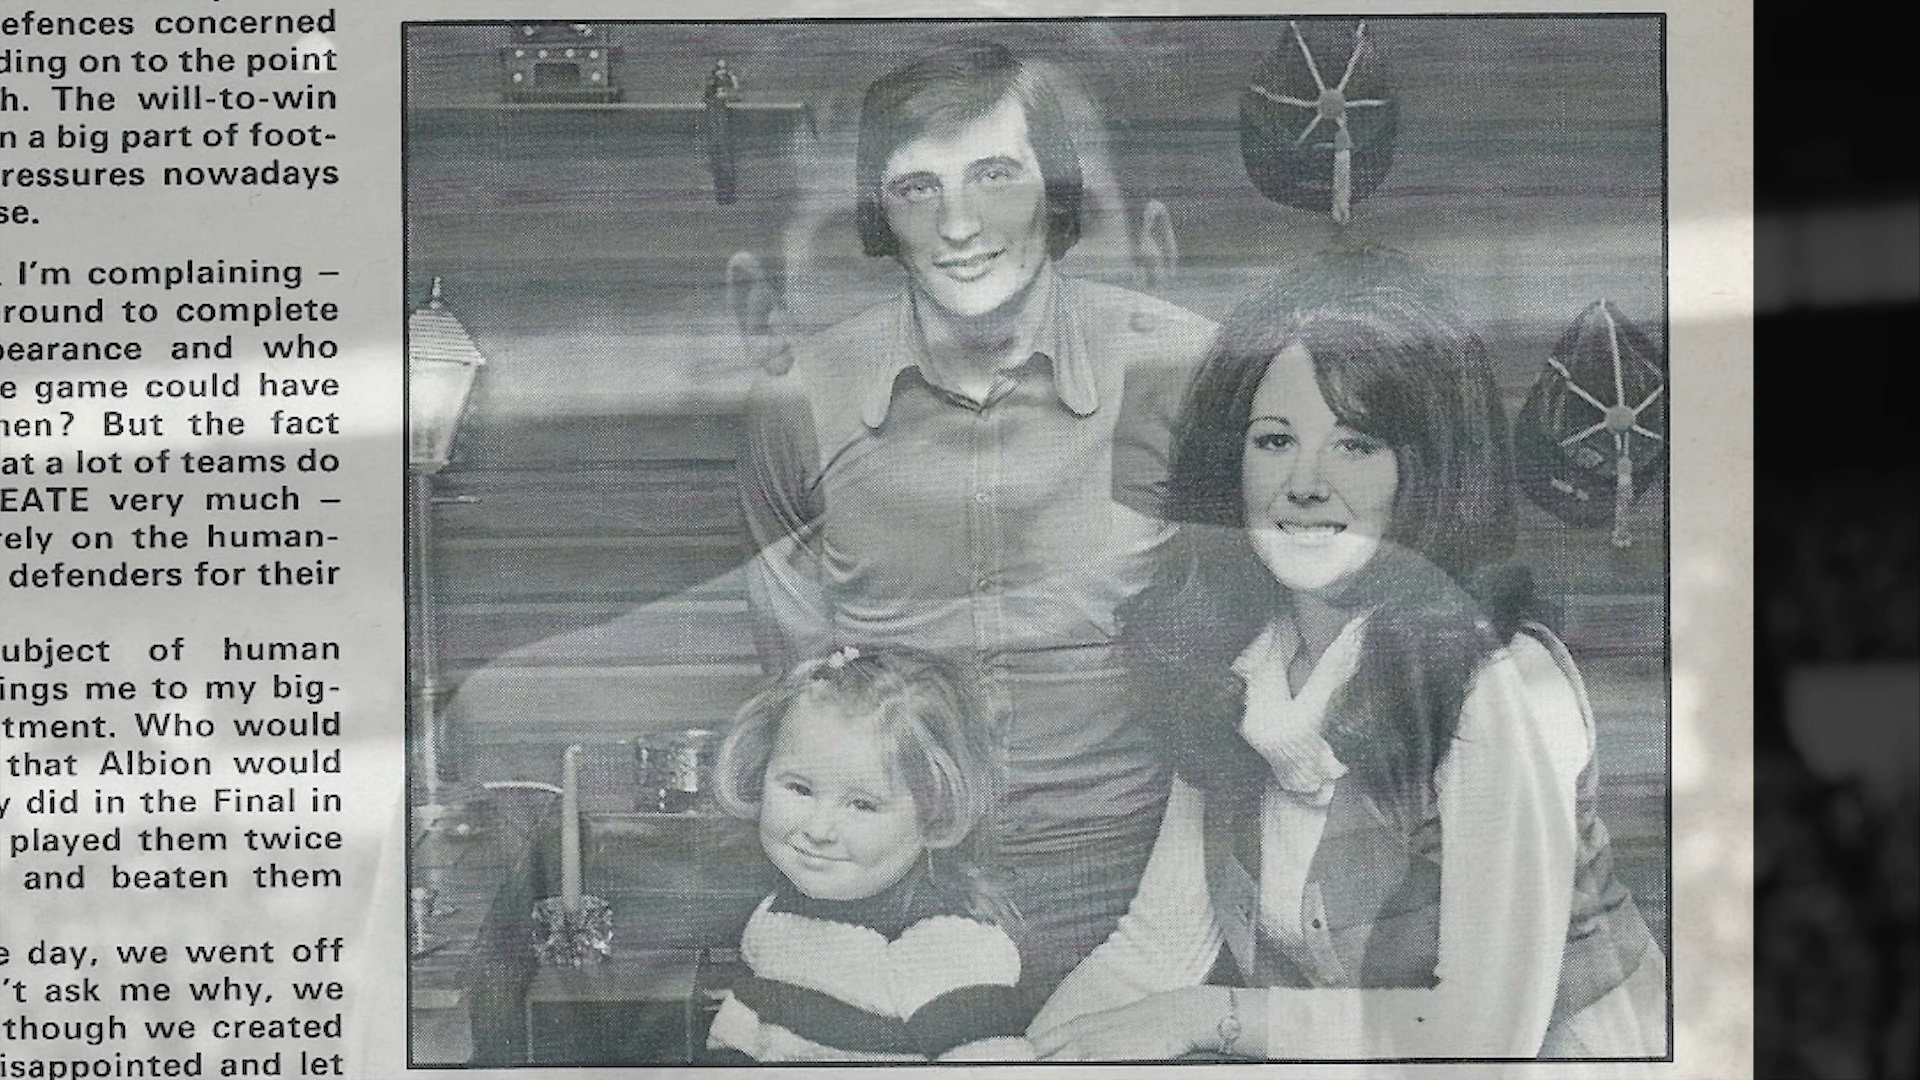 efences concerned
ding on to the point
h. The will-to-win
n a big part of foot-
ressures nowadays
se.
I'm complaining –
round to complete
pearance and who
e game could have
hen? But the fact
at a lot of teams do
EATE very much –
rely on the human-
defenders for their
ubject of human
ings me to my big-
tment. Who would
that Albion would
y did in the Final in
played them twice
and beaten them
e day, we went off
't ask me why, we
though we created
isappointed and let